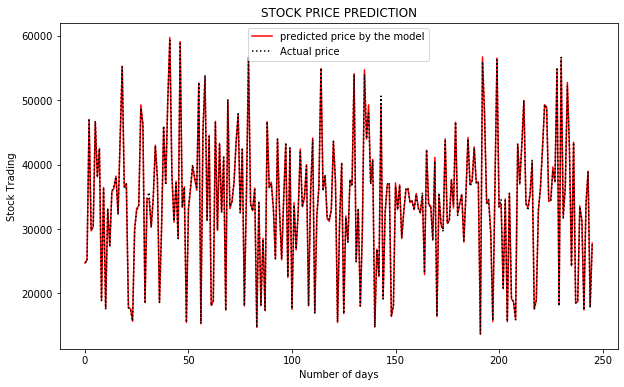 STOCK PRICE PREDICTION
predicted price by the model
Actual price
60000
50000
40000
30000
20000
Stock Trading
0
50
100
150
200
250
Number of days